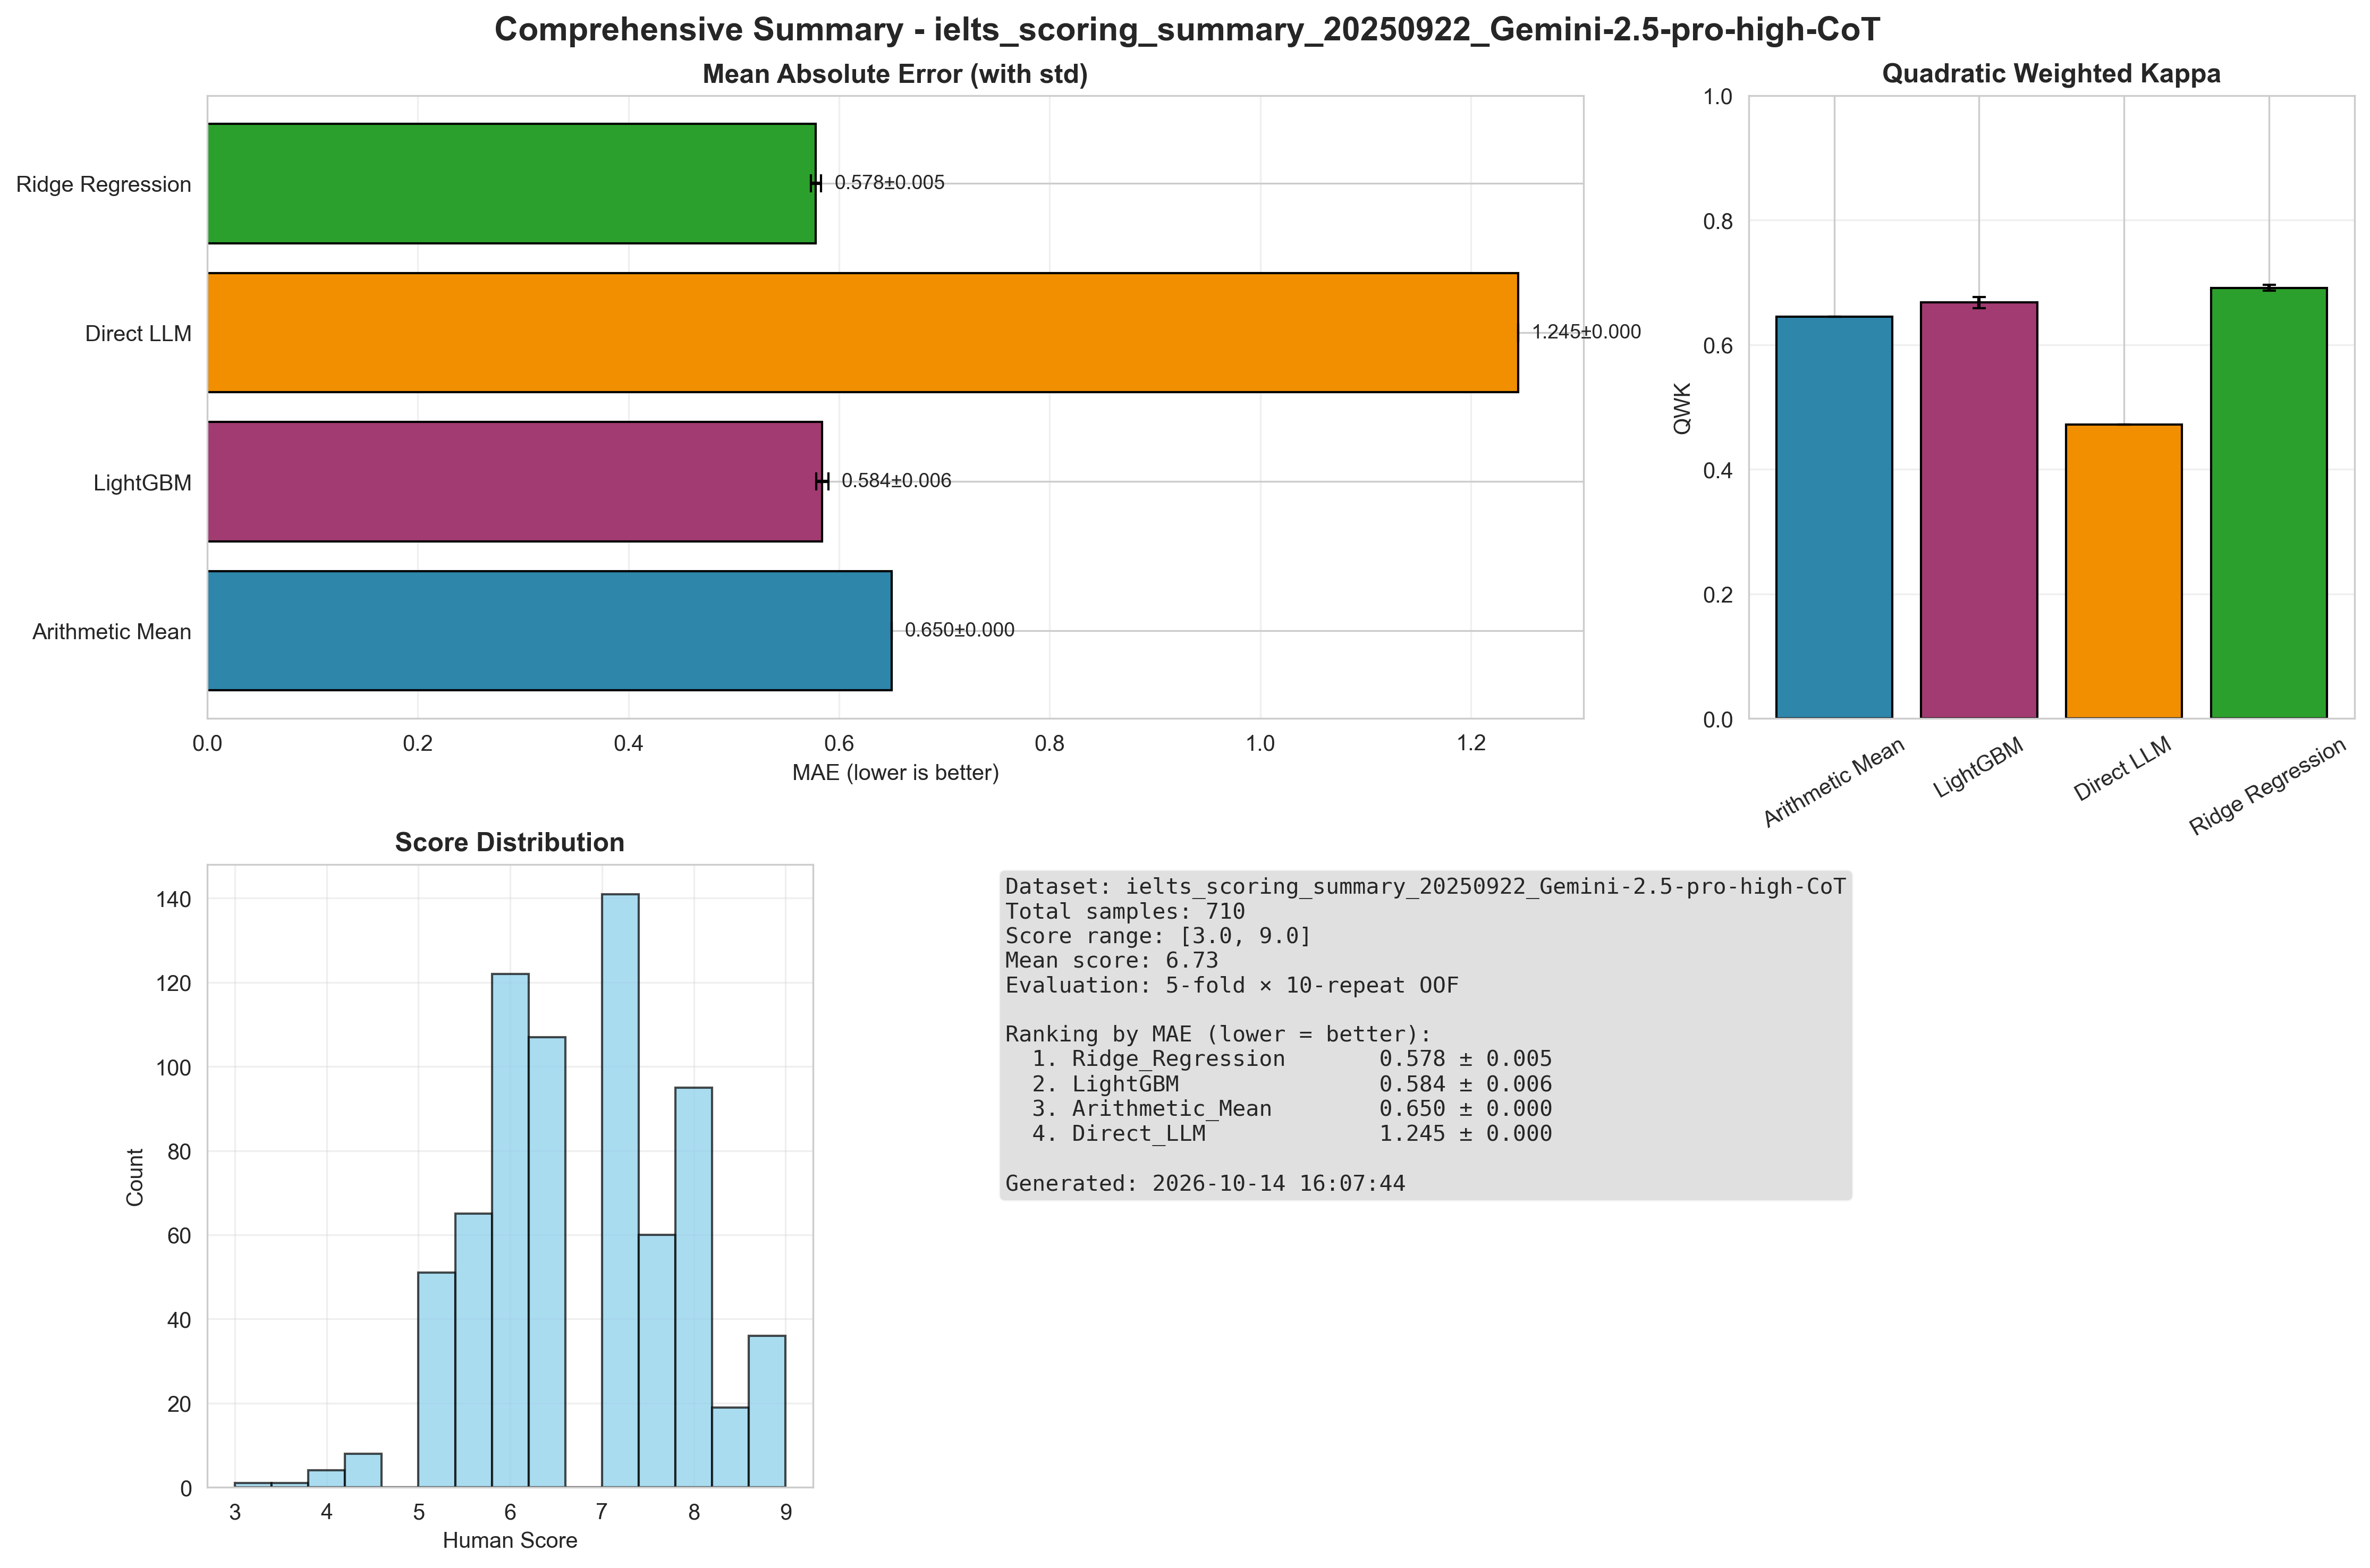 Comprehensive Summary - ielts_scoring_summary_20250922_Gemini-2.5-pro-high-CoT
Mean Absolute Error (with std)
Ridge Regression
0.578±0.005
Direct LLM
1.245±0.000
LightGBM
0.584±0.006
Arithmetic Mean
0.650±0.000
0.0 0.2 0.4 0.6 0.8 1.0 1.2
MAE (lower is better)
Quadratic Weighted Kappa
1.0
0.8
0.6
0.4
0.2
0.0
QWK
Arithmetic Mean
LightGBM
Direct LLM
Ridge Regression
Score Distribution
140
120
100
80
60
40
20
0
Count
3 4 5 6 7 8 9
Human Score
Dataset: ielts_scoring_summary_20250922_Gemini-2.5-pro-high-CoT
Total samples: 710
Score range: [3.0, 9.0]
Mean score: 6.73
Evaluation: 5-fold × 10-repeat OOF
Ranking by MAE (lower = better):
1. Ridge_Regression 0.578 ± 0.005
2. LightGBM 0.584 ± 0.006
3. Arithmetic_Mean 0.650 ± 0.000
4. Direct_LLM 1.245 ± 0.000
Generated: 2026-10-14 16:07:44